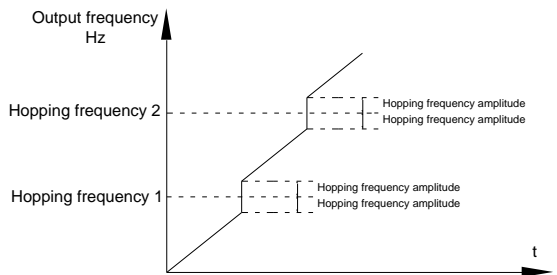 Output frequency
Hz
Hopping frequency 2
Hopping frequency amplitude
Hopping frequency amplitude
Hopping frequency 1
Hopping frequency amplitude
Hopping frequency amplitude
t